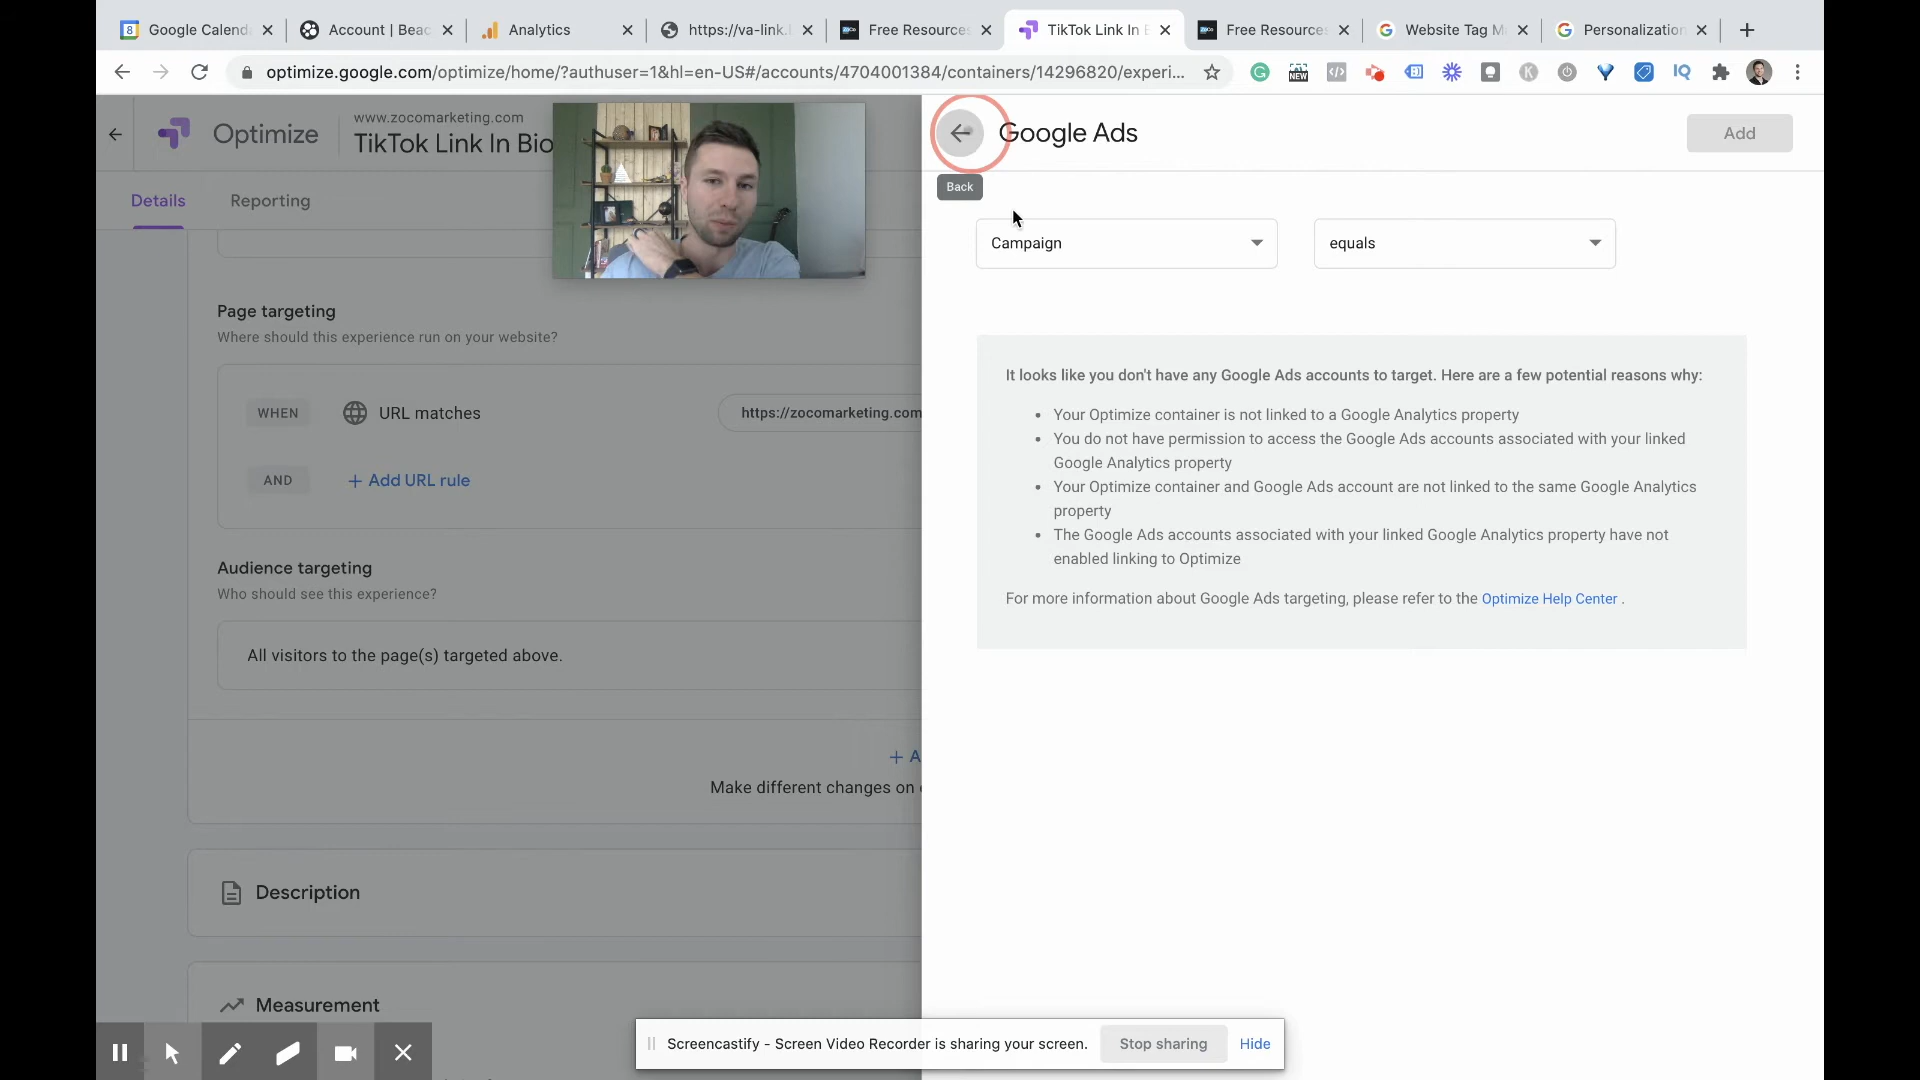 Google Calend
Account | Beac
Analytics
https://va-link.
Free Resources
TikTok Link In B
Free Resources
Website Tag M
Personalization
optimize.google.com/optimize/home/?authuser=1&hl=en-US#/accounts/4704001384/containers/14296820/experi...
Optimize
www.zocomarketing.com
TikTok Link In Bio
Google Ads
Add
Back
Details
Reporting
Campaign
equals
Page targeting
Where should this experience run on your website?
WHEN
URL matches
https://zocomarketing.com
AND
+ Add URL rule
It looks like you don't have any Google Ads accounts to target. Here are a few potential reasons why:
• Your Optimize container is not linked to a Google Analytics property
• You do not have permission to access the Google Ads accounts associated with your linked
Google Analytics property
• Your Optimize container and Google Ads account are not linked to the same Google Analytics
property
• The Google Ads accounts associated with your linked Google Analytics property have not
enabled linking to Optimize
For more information about Google Ads targeting, please refer to the Optimize Help Center .
Audience targeting
Who should see this experience?
All visitors to the page(s) targeted above.
+ A
Make different changes on
Description
Measurement
Screencastify - Screen Video Recorder is sharing your screen.
Stop sharing
Hide